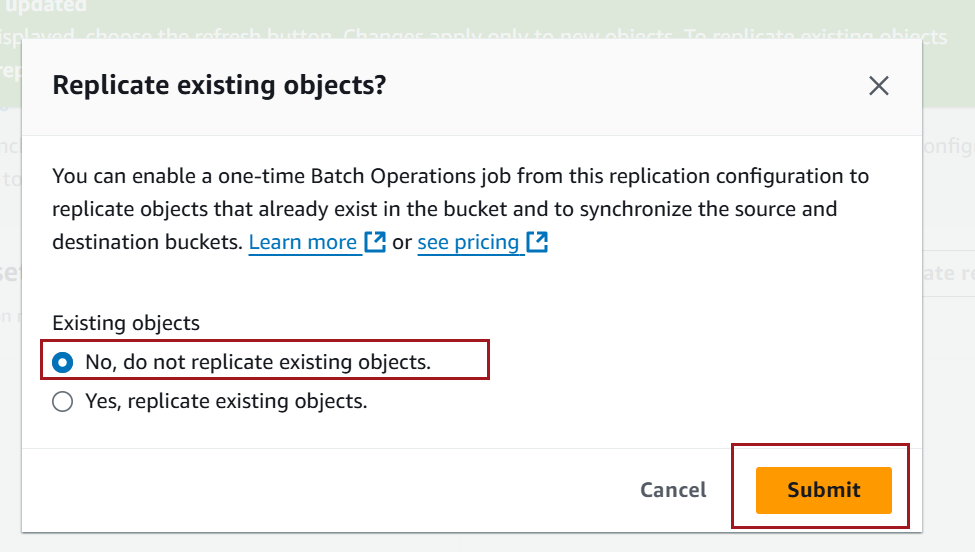 updated
displayed, choose the refresh button. Changes apply only to new objects. To replicate existing objects
Replicate existing objects?
You can enable a one-time Batch Operations job from this replication configuration to
replicate objects that already exist in the bucket and to synchronize the source and
destination buckets. Learn more or see pricing
Existing objects
No, do not replicate existing objects.
Yes, replicate existing objects.
Cancel
Submit